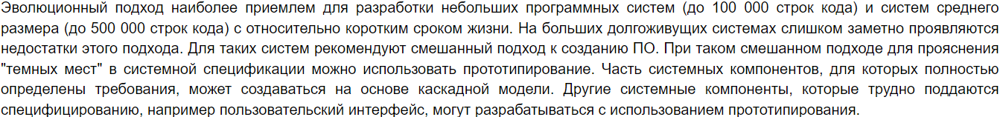 Эволюционный подход наиболее приемлем для разработки небольших программных систем (до 100 000 строк кода) и систем среднего
размера (до 500 000 строк кода) с относительно коротким сроком жизни. На больших долгоживущих системах слишком заметно проявляются
недостатки этого подхода. Для таких систем рекомендуют смешанный подход к созданию ПО. При таком смешанном подходе для прояснения
"темных мест" в системной спецификации можно использовать прототипирование. Часть системных компонентов, для которых полностью
определены требования, может создаваться на основе каскадной модели. Другие системные компоненты, которые трудно поддаются
специфицированию, например пользовательский интерфейс, могут разрабатываться с использованием прототипирования.